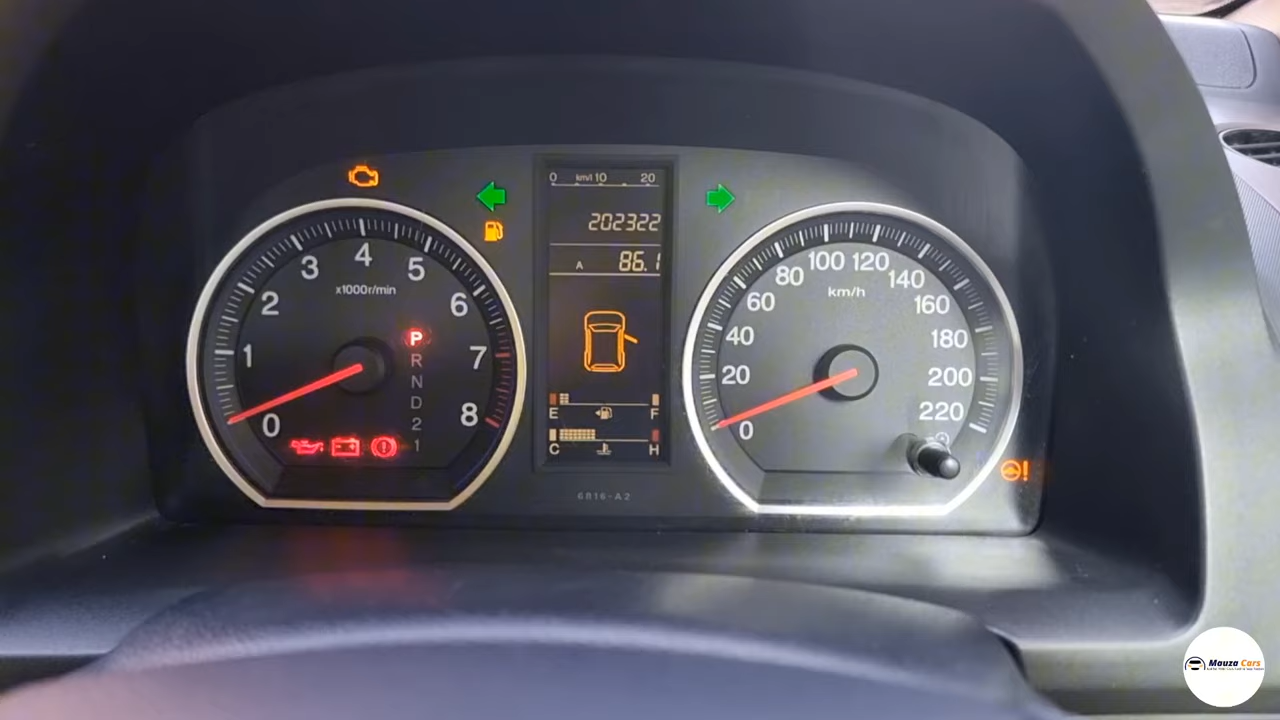 0 km/l 10 20
202322
A 86.1
0 1 2 3 4 5 6 7 8
x1000r/min
P
R
N
D
2
1
E F
C H
6816-A2
0 20 40 60 80 100 120 140 160 180 200 220
km/h
!
Mauza Cars